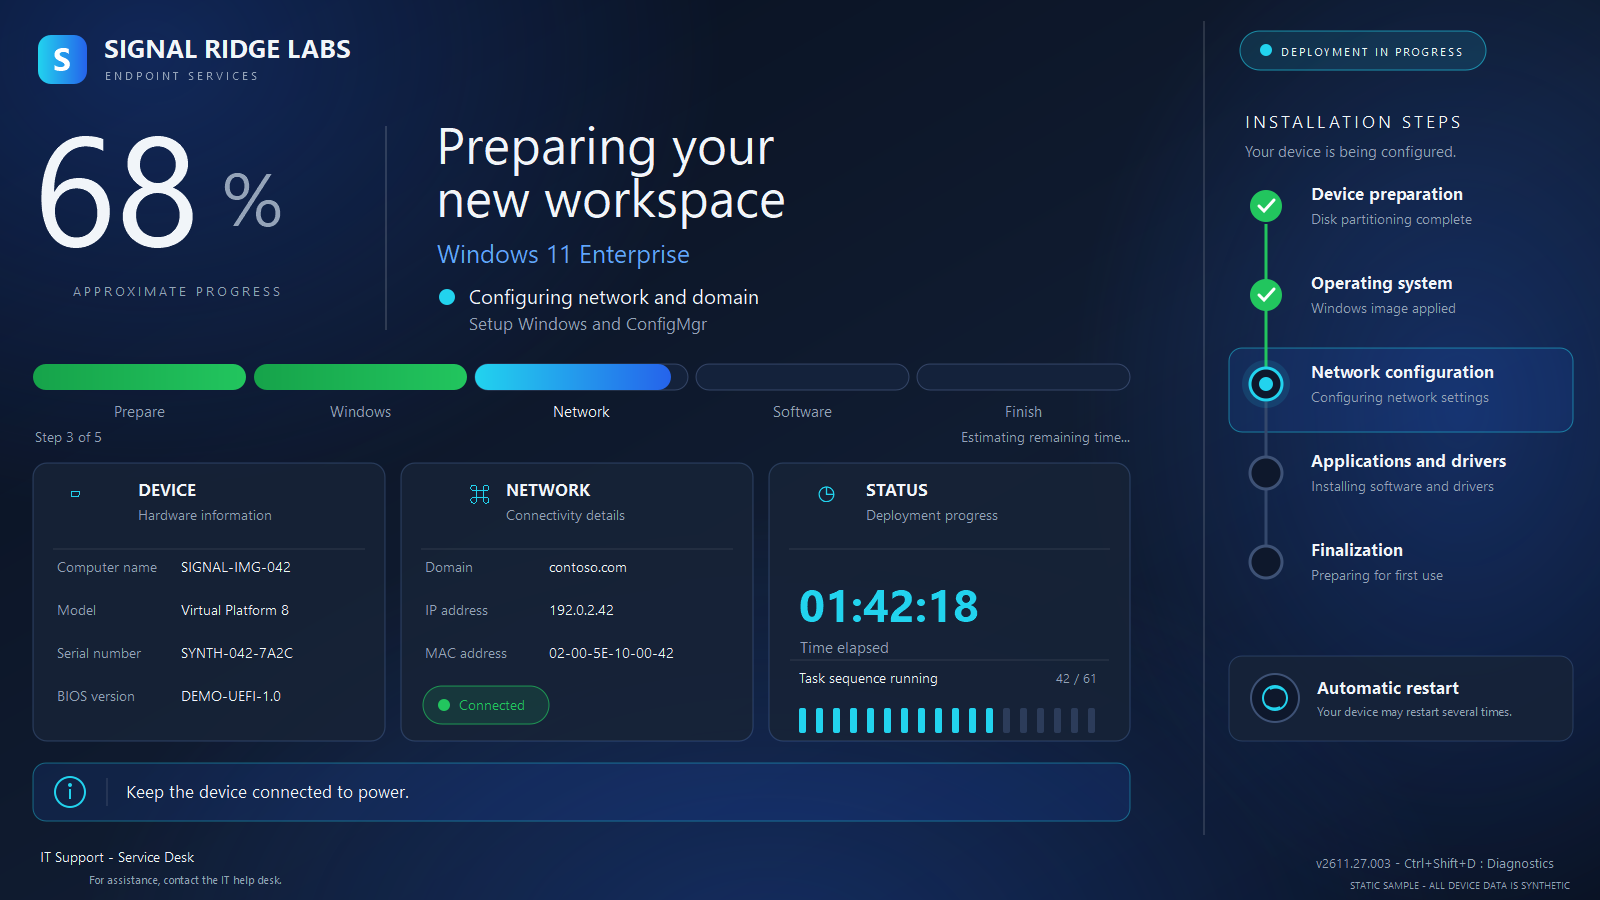 S
SIGNAL RIDGE LABS
ENDPOINT SERVICES
68 %
APPROXIMATE PROGRESS
Preparing your
new workspace
Windows 11 Enterprise
Configuring network and domain
Setup Windows and ConfigMgr
Prepare
Windows
Network
Software
Finish
Step 3 of 5
Estimating remaining time...
DEVICE
Hardware information
Computer name SIGNAL-IMG-042
Model Virtual Platform 8
Serial number SYNTH-042-7A2C
BIOS version DEMO-UEFI-1.0
NETWORK
Connectivity details
Domain contoso.com
IP address 192.0.2.42
MAC address 02-00-5E-10-00-42
Connected
STATUS
Deployment progress
01:42:18
Time elapsed
Task sequence running 42 / 61
Keep the device connected to power.
IT Support - Service Desk
For assistance, contact the IT help desk.
DEPLOYMENT IN PROGRESS
INSTALLATION STEPS
Your device is being configured.
Device preparation
Disk partitioning complete
Operating system
Windows image applied
Network configuration
Configuring network settings
Applications and drivers
Installing software and drivers
Finalization
Preparing for first use
Automatic restart
Your device may restart several times.
v2611.27.003 - Ctrl+Shift+D : Diagnostics
STATIC SAMPLE - ALL DEVICE DATA IS SYNTHETIC